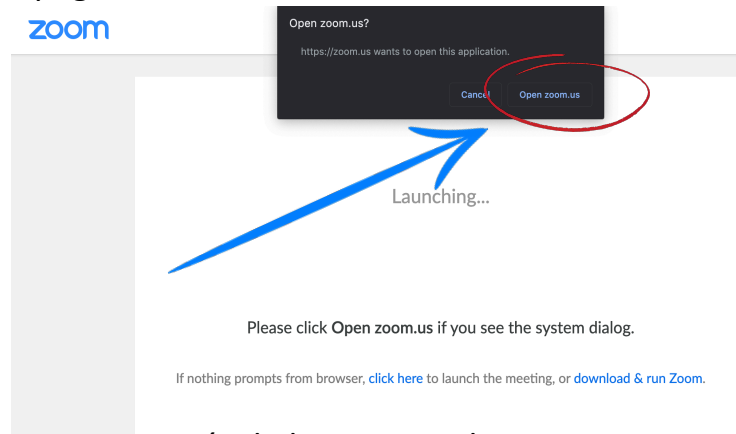 zoom
Open zoom.us?
https://zoom.us wants to open this application.
Cancel
Open zoom.us
Launching...
Please click Open zoom.us if you see the system dialog.
If nothing prompts from browser, click here to launch the meeting, or download & run Zoom.